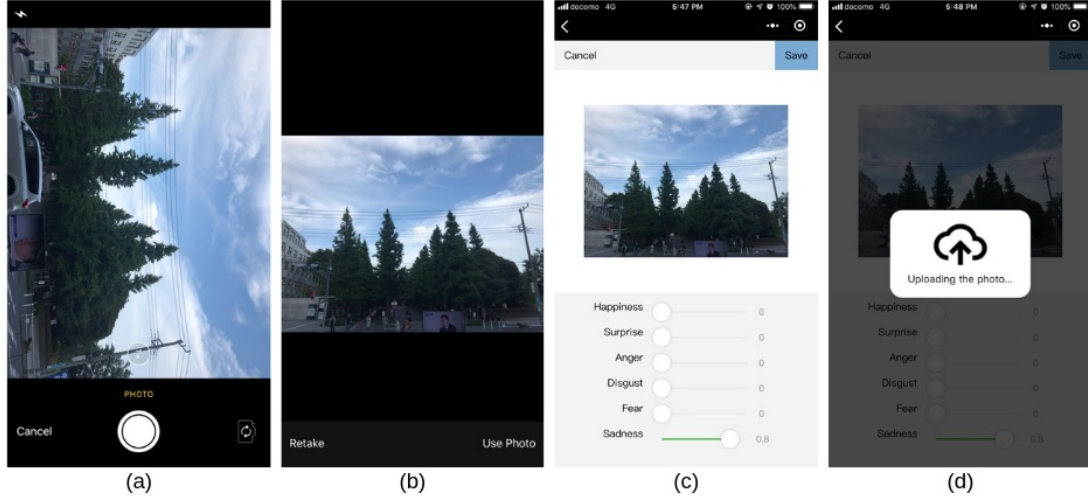 PHOTO
Cancel
(a)
Retake Use Photo
(b)
docomo 4G 5:47 PM 100%
Cancel Save
Happiness 0
Surprise 0
Anger 0
Disgust 0
Fear 0
Sadness 0.8
(c)
docomo 4G 5:48 PM 100%
Cancel Save
Uploading the photo...
Happiness 0
Surprise 0
Anger 0
Disgust 0
Fear 0
Sadness 0.8
(d)